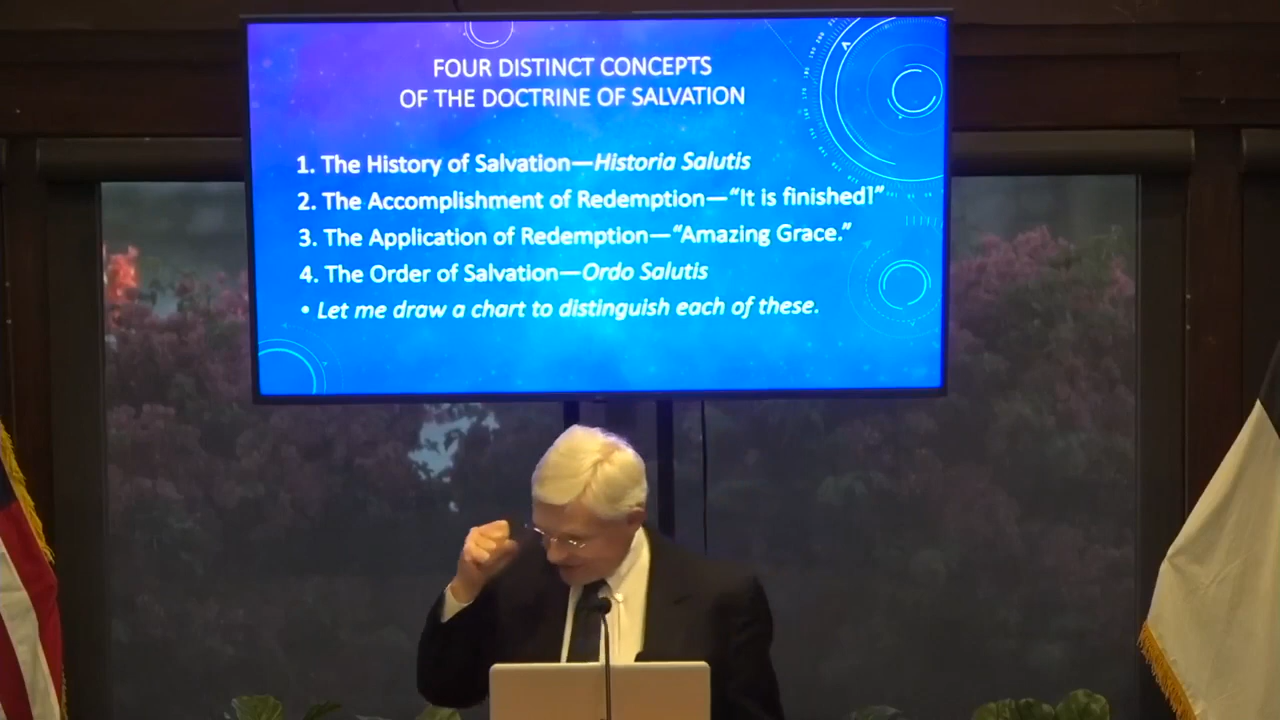 FOUR DISTINCT CONCEPTS
OF THE DOCTRINE OF SALVATION
1. The History of Salvation—Historia Salutis
2. The Accomplishment of Redemption—“It is finished!”
3. The Application of Redemption—“Amazing Grace.”
4. The Order of Salvation—Ordo Salutis
• Let me draw a chart to distinguish each of these.